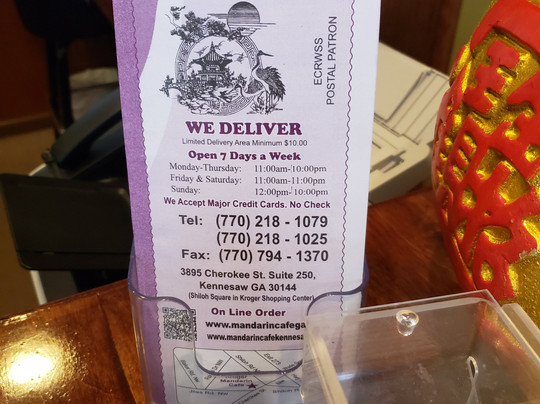 ECRWSS
POSTAL PATRON
WE DELIVER
Limited Delivery Area Minimum $10.00
Open 7 Days a Week
Monday-Thursday: 11:00am-10:00pm
Friday & Saturday: 11:00am-11:00pm
Sunday: 12:00pm-10:00pm
We Accept Major Credit Cards. No Check
Tel: (770) 218 - 1079
(770) 218 - 1025
Fax: (770) 794 - 1370
3895 Cherokee St. Suite 250,
Kennesaw GA 30144
(Shiloh Square in Kroger Shopping Center)
On Line Order
www.mandarincafega
www.mandarincafekennesa
Kroger
Mandarin
Cafe